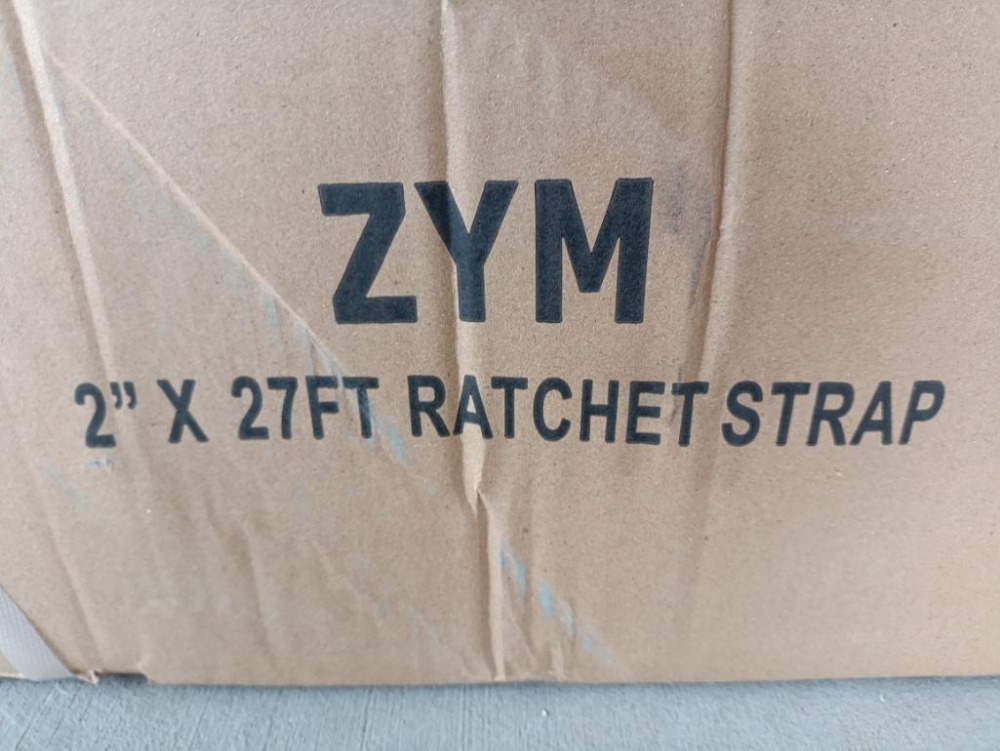 ZYM
2” X 27FT RATCHET STRAP